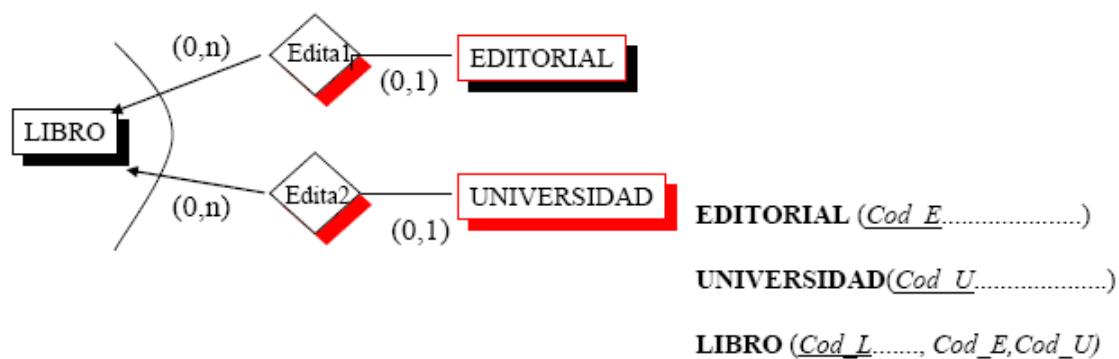 (0,n)
Edita1
EDITORIAL
(0,1)
LIBRO
Edita2
UNIVERSIDAD
(0,n)
(0,1)
EDITORIAL (Cod_E.....................)
UNIVERSIDAD(Cod_U....................)
LIBRO (Cod_L......., Cod_E,Cod_U)